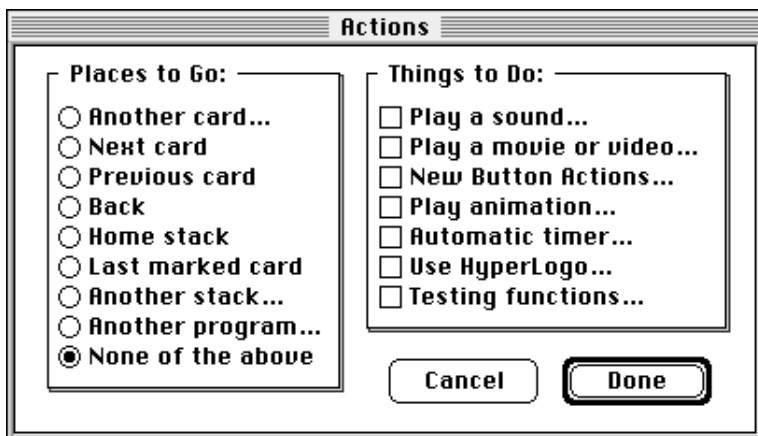 Actions
Places to Go:
Another card...
Next card
Previous card
Back
Home stack
Last marked card
Another stack...
Another program...
None of the above
Things to Do:
Play a sound...
Play a movie or video...
New Button Actions...
Play animation...
Automatic timer...
Use HyperLogo...
Testing functions...
Cancel
Done